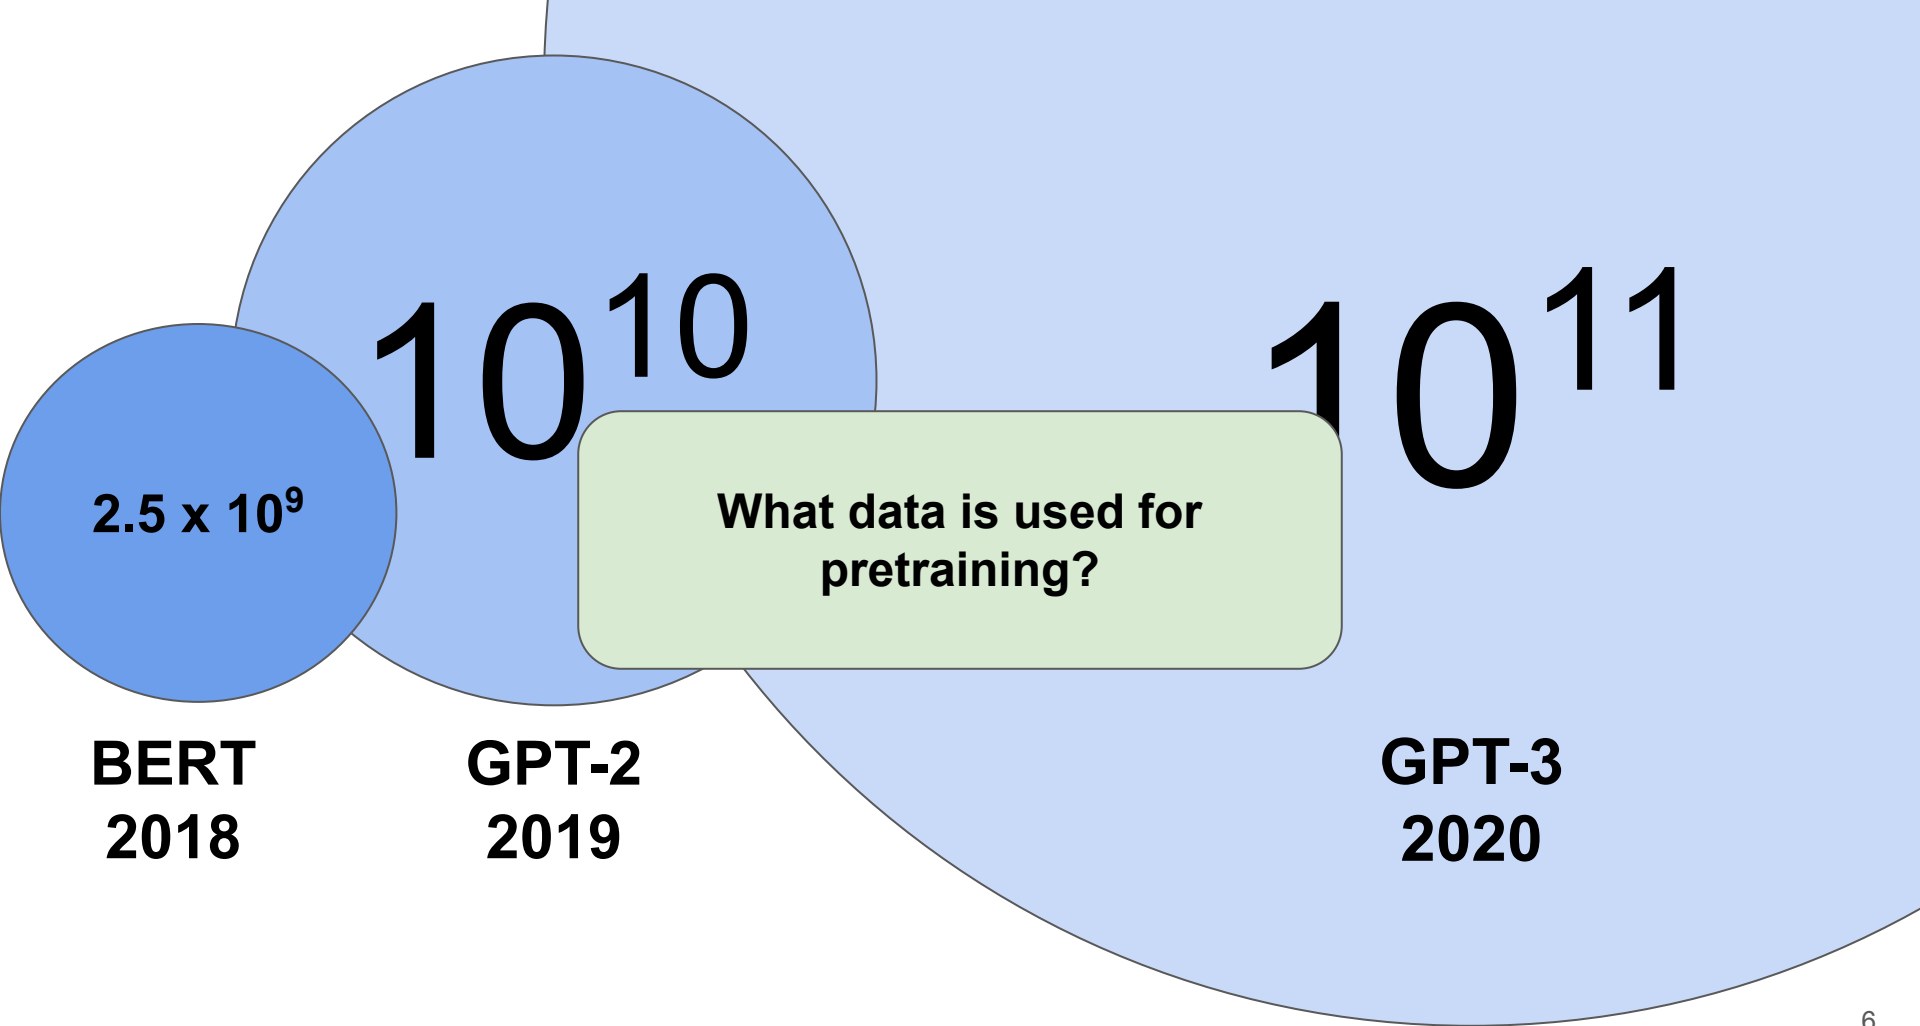 10¹⁰
10¹¹
2.5 x 10⁹
What data is used for
pretraining?
BERT
2018
GPT-2
2019
GPT-3
2020
6